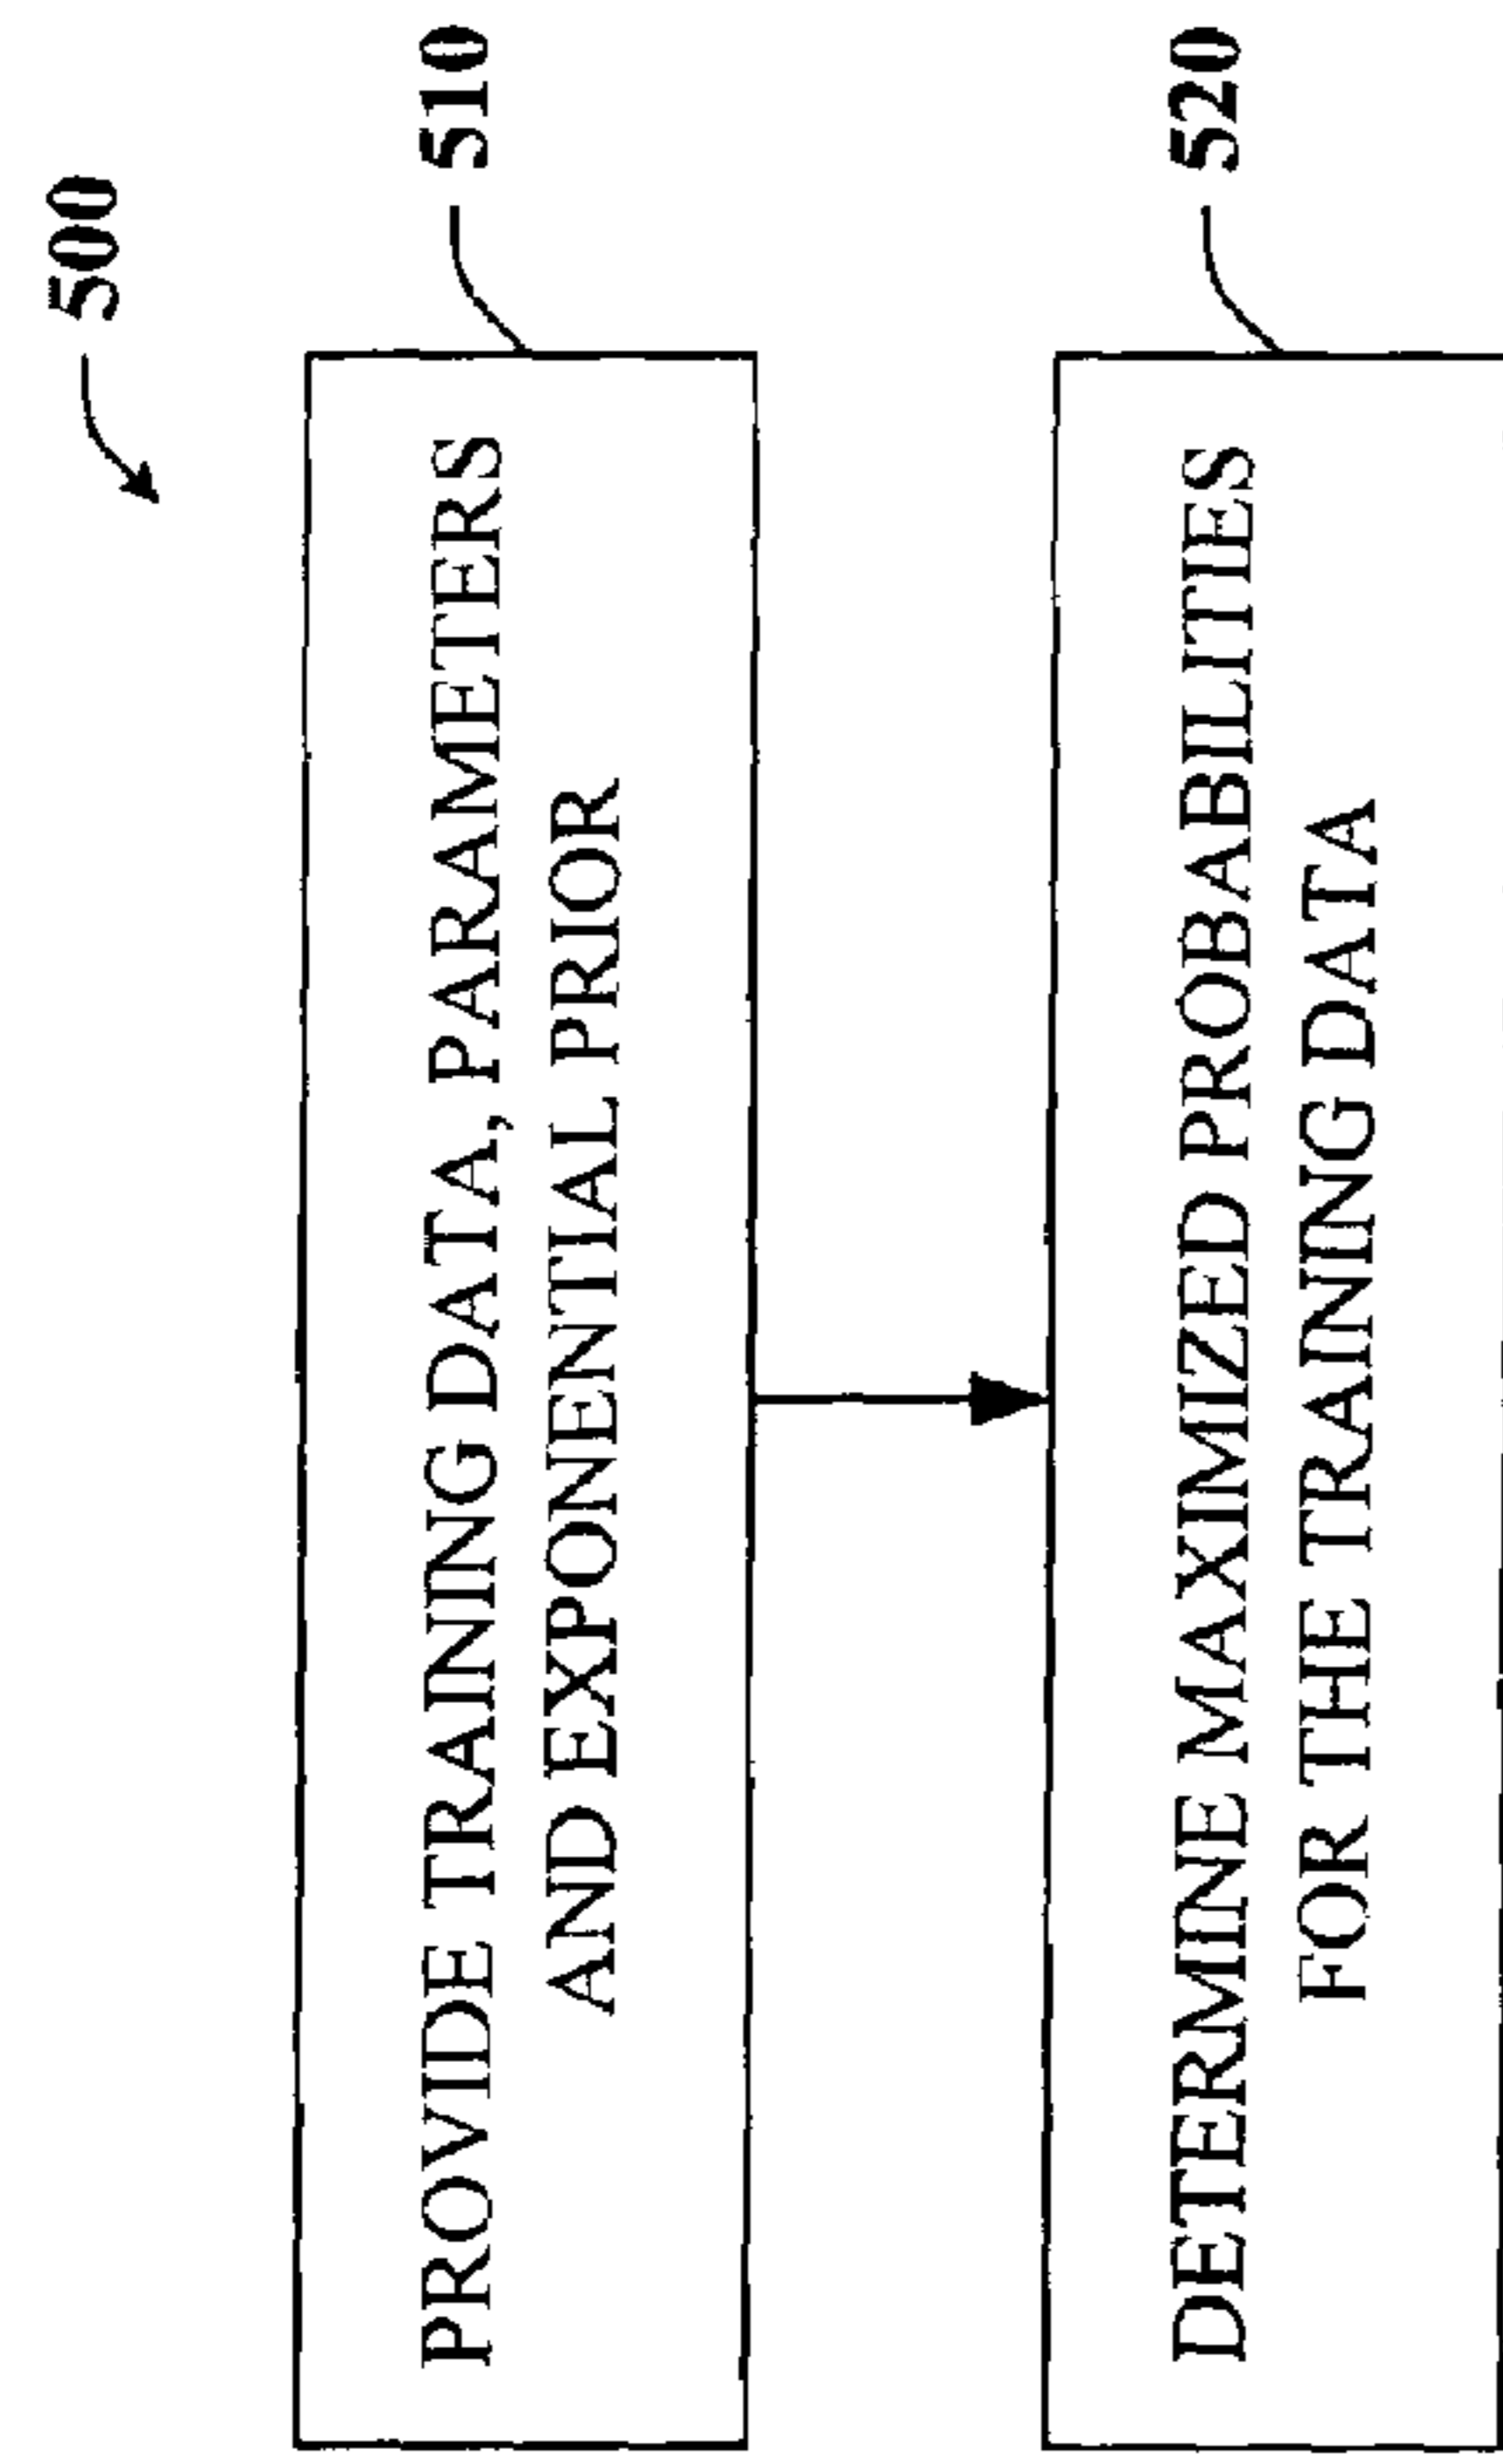 500
510
PROVIDE TRAINING DATA, PARAMETERS
AND EXPONENTIAL PRIOR
520
DETERMINE MAXIMIZED PROBABILITIES
FOR THE TRAINING DATA